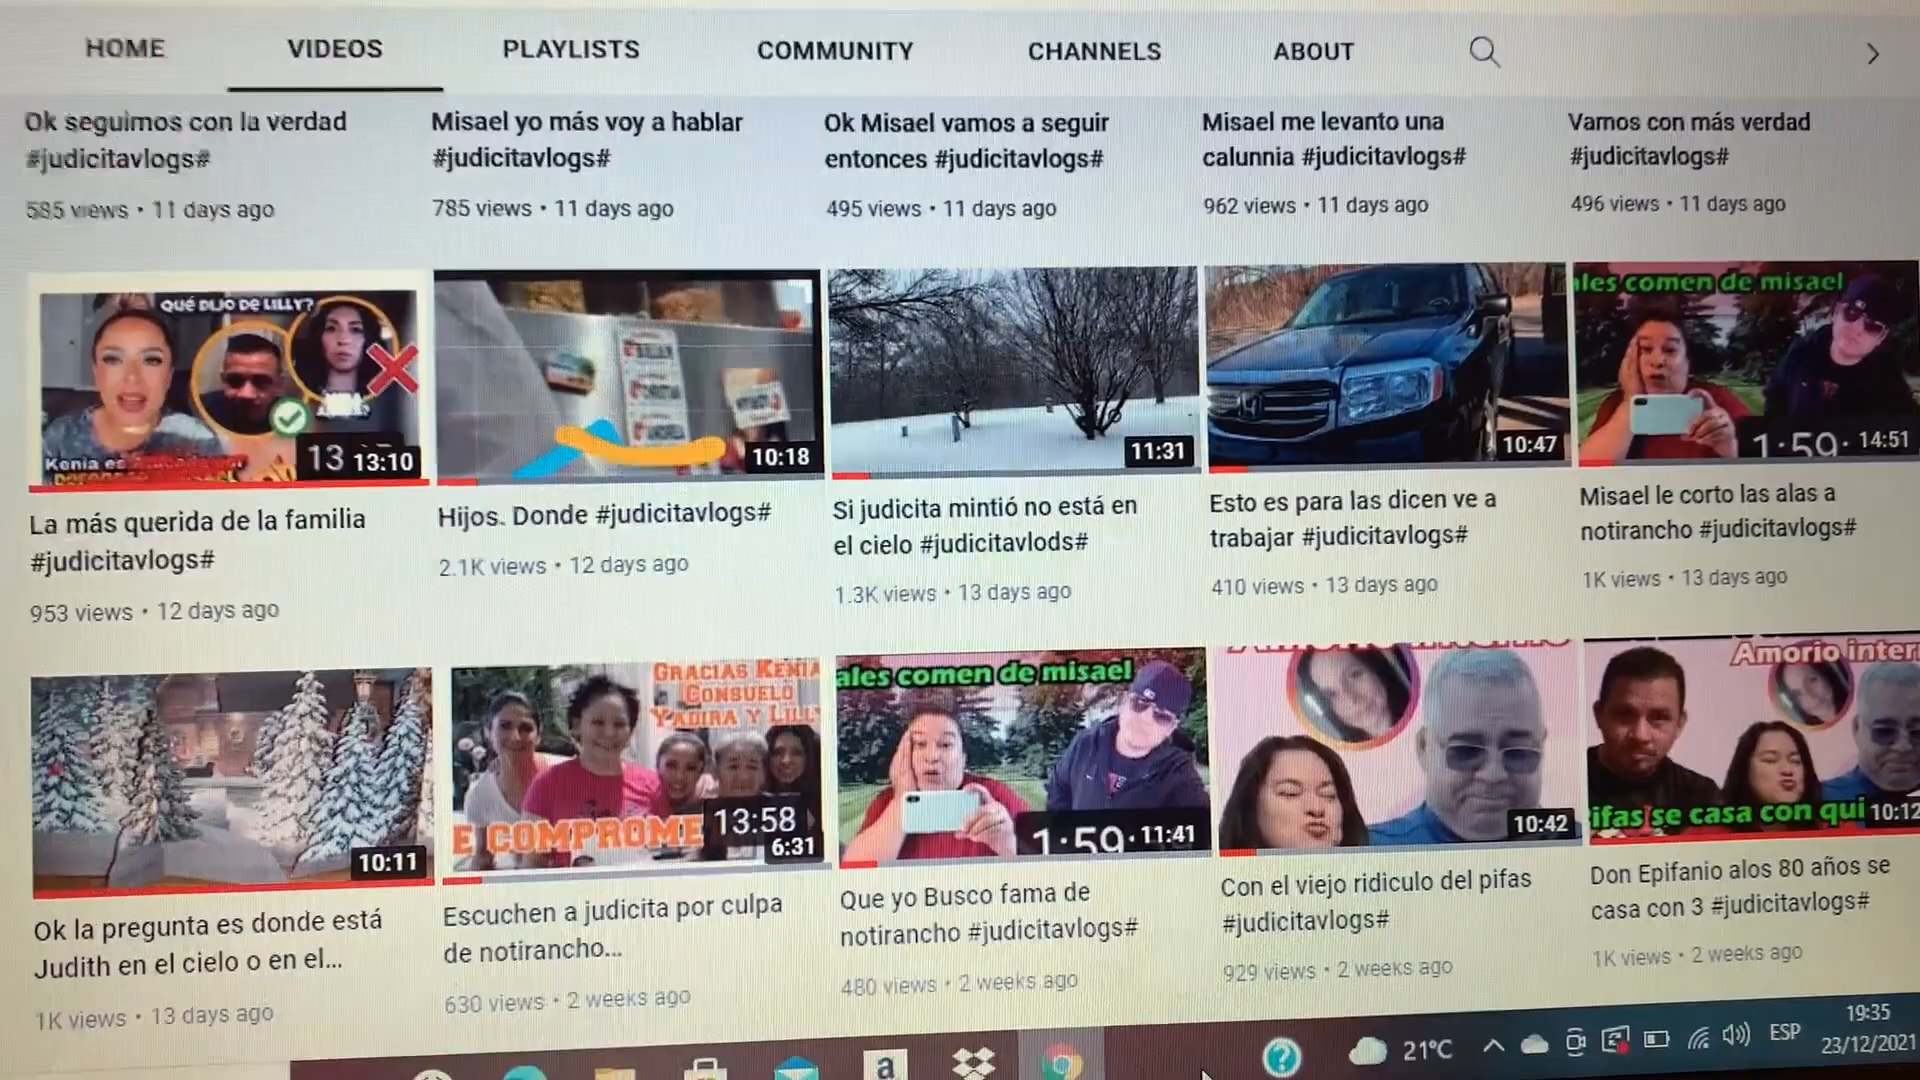 HOME VIDEOS PLAYLISTS COMMUNITY CHANNELS ABOUT
Ok seguimos con la verdad
#judicitavlogs#
585 views • 11 days ago
Misael yo más voy a hablar
#judicitavlogs#
785 views • 11 days ago
Ok Misael vamos a seguir
entonces #judicitavlogs#
495 views • 11 days ago
Misael me levanto una
calunnia #judicitavlogs#
962 views • 11 days ago
Vamos con más verdad
#judicitavlogs#
496 views • 11 days ago
QUÉ DIJO DE LILLY?
Kenia es
13 13:10
La más querida de la familia
#judicitavlogs#
953 views • 12 days ago
10:18
Hijos. Donde #judicitavlogs#
2.1K views • 12 days ago
11:31
Si judicita mintió no está en
el cielo #judicitavlods#
1.3K views • 13 days ago
10:47
Esto es para las dicen ve a
trabajar #judicitavlogs#
410 views • 13 days ago
ales comen de misael
1:59: 14:51
Misael le corto las alas a
notirancho #judicitavlogs#
1K views • 13 days ago
10:11
Ok la pregunta es donde está
Judith en el cielo o en el...
1K views • 13 days ago
GRACIAS KENIA
CONSUELO
YADIRA Y LILLY
E COMPROME
13:58
6:31
Escuchen a judicita por culpa
de notirancho...
630 views • 2 weeks ago
ales comen de misael
1:59: 11:41
Que yo Busco fama de
notirancho #judicitavlogs#
480 views • 2 weeks ago
10:42
Con el viejo ridiculo del pifas
#judicitavlogs#
929 views • 2 weeks ago
Amorio inter
ifas se casa con qui 10:12
Don Epifanio alos 80 años se
casa con 3 #judicitavlogs#
1K views • 2 weeks ago
a
?
21°C
ESP
19:35
23/12/2021